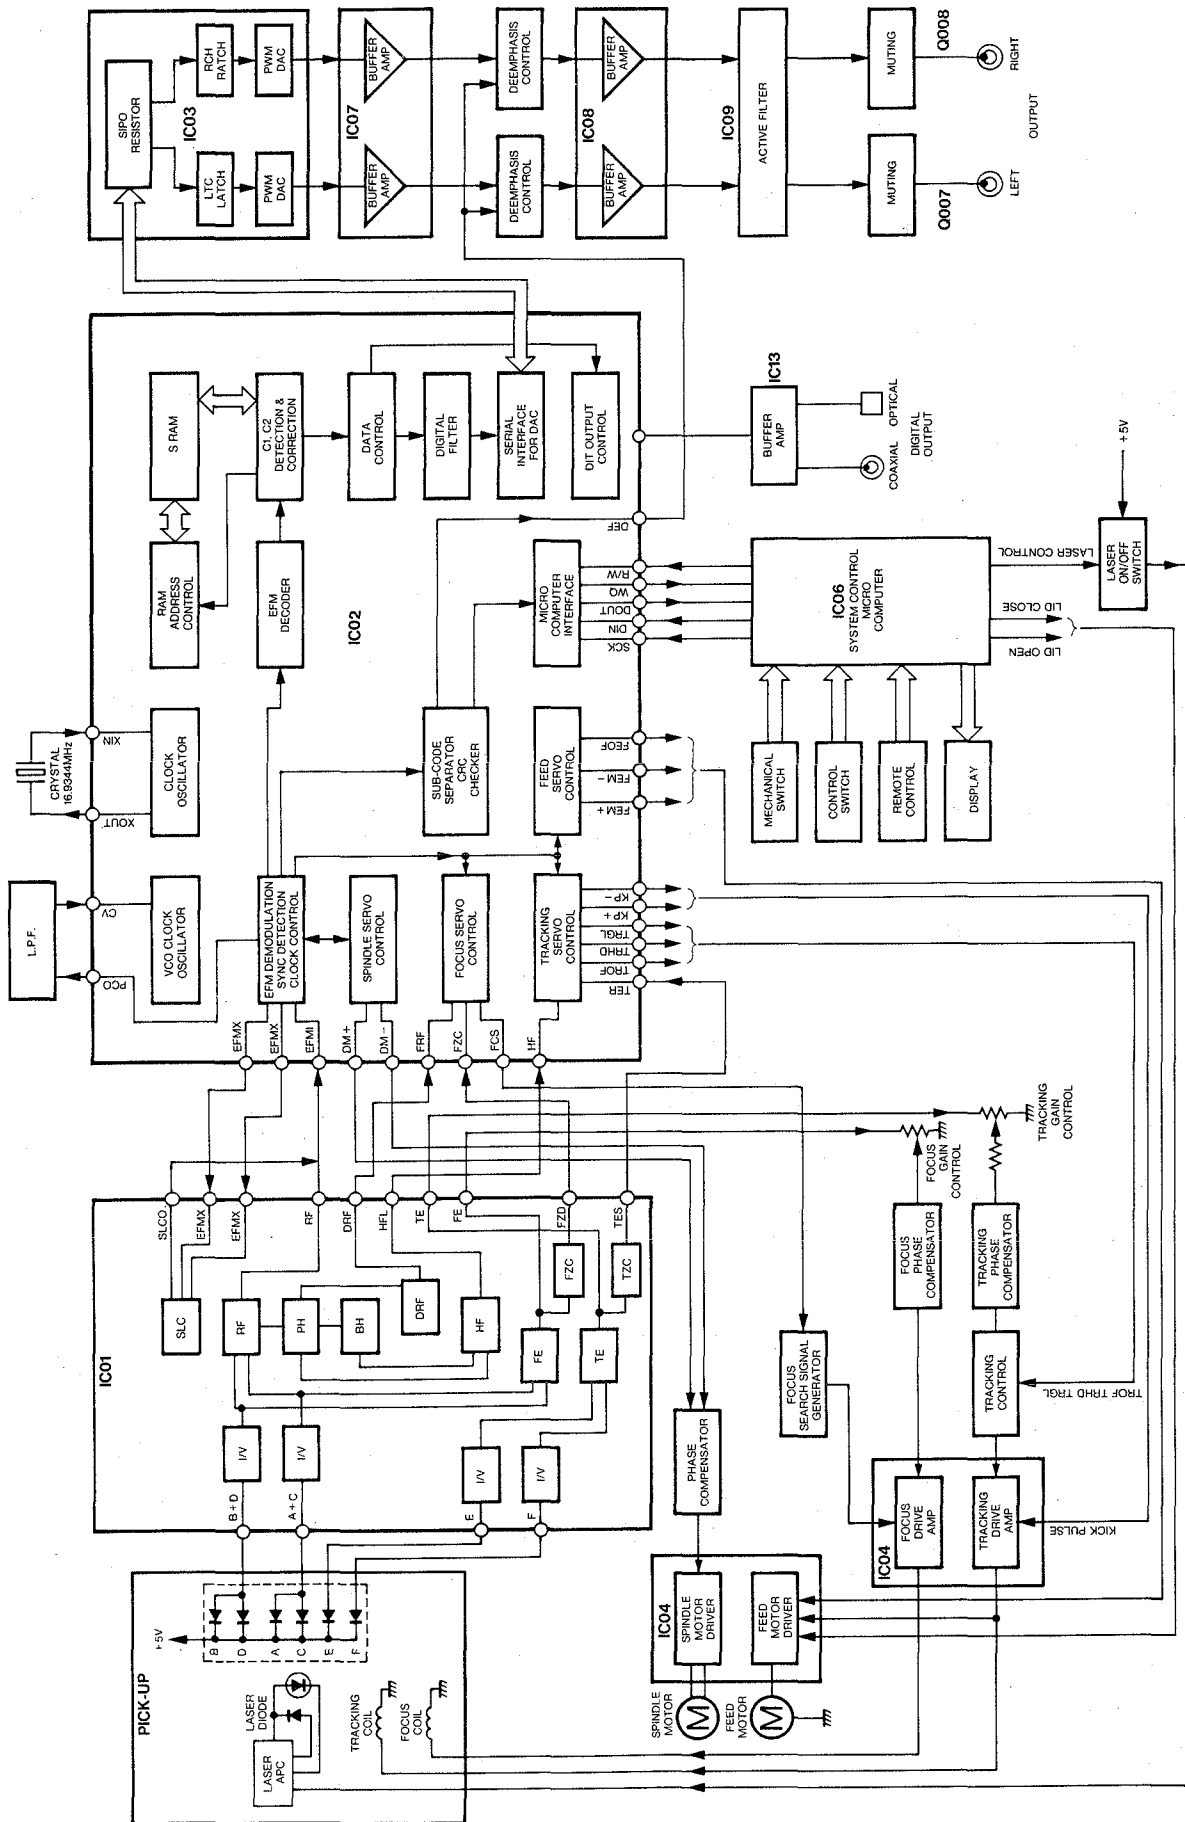 PICK-UP
+5V
B
D
A
C
E
F
LASER
DIODE
LASER
APC
TRACKING
COIL
FOCUS
COIL
IC01
B+D
A+C
E
F
I/V
I/V
I/V
I/V
SLC
RF
PH
BH
DRF
HF
FE
TE
FZC
TZC
SLCO
EFMX
EFMX
RF
DRF
HFL
TE
FE
FZD
TES
L.P.F.
CRYSTAL
16.9344MHz
PCO
CV
XOUT
XIN
VCO CLOCK
OSCILLATOR
CLOCK
OSCILLATOR
EFMX
EFMX
EFMI
DM+
DM-
FRF
FZC
FCS
HF
EFM DEMODULATION
SYNC DETECTION
CLOCK CONTROL
SPINDLE SERVO
CONTROL
FOCUS SERVO
CONTROL
TRACKING
SERVO
CONTROL
SUB-CODE
SEPARATOR
CRC
CHECKER
FEED
SERVO
CONTROL
IC02
RAM
ADDRESS
CONTROL
S RAM
EFM
DECODER
C1, C2
DETECTION &
CORRECTION
DATA
CONTROL
DIGITAL
FILTER
SERIAL
INTERFACE
FOR DAC
DIT OUTPUT
CONTROL
MICRO
COMPUTER
INTERFACE
TER
TROF
TRHD
TRGL
KP+
KP-
FEM+
FEM-
FEOF
SCK
DIN
DOUT
WQ
R/W
DEF
SIPO
RESISTOR
IC03
LTC
LATCH
RCH
RATCH
PWM
DAC
PWM
DAC
IC07
BUFFER
AMP
BUFFER
AMP
DEEMPHASIS
CONTROL
DEEMPHASIS
CONTROL
IC08
BUFFER
AMP
BUFFER
AMP
IC09
ACTIVE FILTER
MUTING
MUTING
Q007
Q008
LEFT
RIGHT
OUTPUT
IC13
BUFFER
AMP
COAXIAL
OPTICAL
DIGITAL
OUTPUT
IC06
SYSTEM CONTROL
MICRO
COMPUTER
MECHANICAL
SWITCH
CONTROL
SWITCH
REMOTE
CONTROL
DISPLAY
LID OPEN
LID CLOSE
LASER CONTROL
LASER
ON/OFF
SWITCH
+5V
PHASE
COMPENSATOR
IC04
SPINDLE
MOTOR
DRIVER
FEED
MOTOR
DRIVER
SPINDLE
MOTOR
M
FEED
MOTOR
M
FOCUS
SEARCH SIGNAL
GENERATOR
FOCUS
PHASE
COMPENSATOR
FOCUS
GAIN
CONTROL
TRACKING
PHASE
COMPENSATOR
TRACKING
GAIN
CONTROL
TRACKING
CONTROL
TROF TRHD TRGL
IC04
FOCUS
DRIVE
AMP
TRACKING
DRIVE
AMP
KICK PULSE